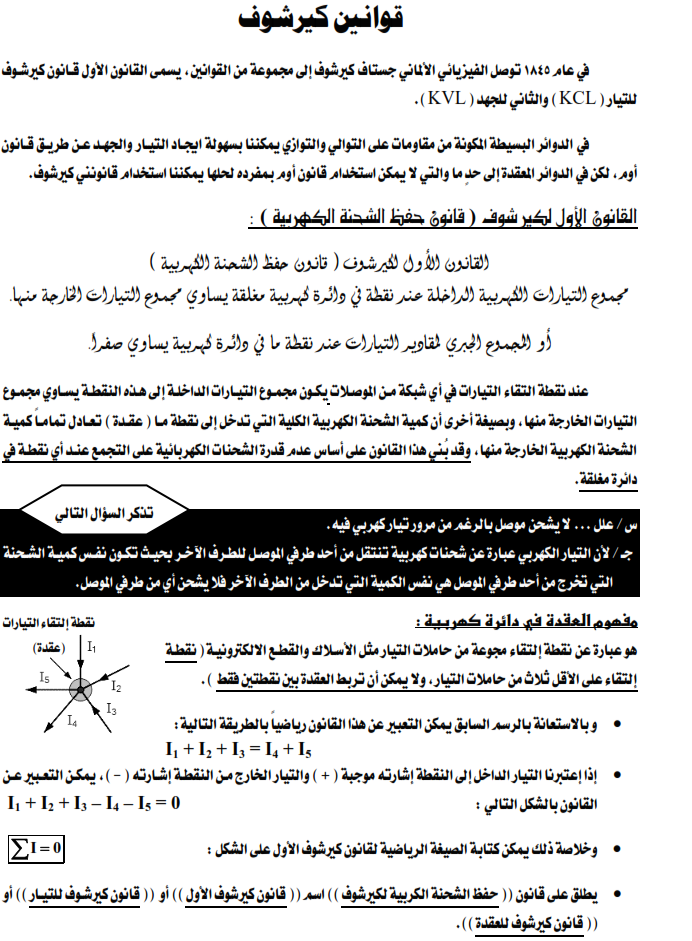 قوانين كيرشوف
في عام ١٨٤٥ توصل الفيزيائي الألماني جستاف كيرشوف إلى مجموعة من القوانين ، يسمى القانون الأول قانون كيرشوف
للتيار ( KCL ) والثاني للجهد ( KVL ) .
في الدوائر البسيطة المكونة من مقاومات على التوالي والتوازي يمكننا بسهولة ايجاد التيار والجهد عن طريق قانون
أوم ، لكن في الدوائر المعقدة إلى حدٍ ما والتي لا يمكن استخدام قانون أوم بمفرده لحلها يمكننا استخدام قانونني كيرشوف .
القانون الأول لكيرشوف ( قانون حفظ الشحنة الكهربية ) :
القانون الأول لكيرشوف ( قانون حفظ الشحنة الكهربية )
مجموع التيارات الكهربية الداخلة عند نقطة في دائرة كهربية مغلقة يساوي مجموع التيارات الخارجة منها.
أو المجموع الجبري لمقادير التيارات عند نقطة ما في دائرة كهربية يساوي صفراً.
عند نقطة التقاء التيارات في أي شبكة من الموصلات يكون مجموع التيارات الداخلة إلى هذه النقطة يساوي مجموع
التيارات الخارجة منها ، وبصيغة أخرى أن كمية الشحنة الكهربية الكلية التي تدخل إلى نقطة ما ( عقدة ) تعادل تماماً كمية
الشحنة الكهربية الخارجة منها ، وقد بُني هذا القانون على أساس عدم قدرة الشحنات الكهربائية على التجمع عند أي نقطة في
دائرة مغلقة .
تذكر السؤال التالي
س / علل ... لا يشحن موصل بالرغم من مرور تيار كهربي فيه .
جـ / لأن التيار الكهربي عبارة عن شحنات كهربية تنتقل من أحد طرفي الموصل للطرف الآخر بحيث تكون نفس كمية الشحنة
التي تخرج من أحد طرفي الموصل هي نفس الكمية التي تدخل من الطرف الآخر فلا يشحن أي من طرفي الموصل .
مفهوم العقدة في دائرة كهربية :
هو عبارة عن نقطة إلتقاء مجوعة من حاملات التيار مثل الأسلاك والقطع الالكترونية ( نقطة
إلتقاء على الأقل ثلاث من حاملات التيار ، ولا يمكن أن تربط العقدة بين نقطتين فقط ) .
نقطة إلتقاء التيارات
(عقدة)
I₁
I₂
I₃
I₄
I₅
• وبالاستعانة بالرسم السابق يمكن التعبير عن هذا القانون رياضياً بالطريقة التالية :
I₁ + I₂ + I₃ = I₄ + I₅
• إذا إعتبرنا التيار الداخل إلى النقطة إشارته موجبة ( + ) والتيار الخارج من النقطة إشارته ( – ) ، يمكن التعبير عن
القانون بالشكل التالي : I₁ + I₂ + I₃ – I₄ – I₅ = 0
• وخلاصة ذلك يمكن كتابة الصيغة الرياضية لقانون كيرشوف الأول على الشكل : ∑I = 0
• يطلق على قانون (( حفظ الشحنة الكربية لكيرشوف )) اسم (( قانون كيرشوف الأول )) أو (( قانون كيرشوف للتيار )) أو
(( قانون كيرشوف للعقدة )) .